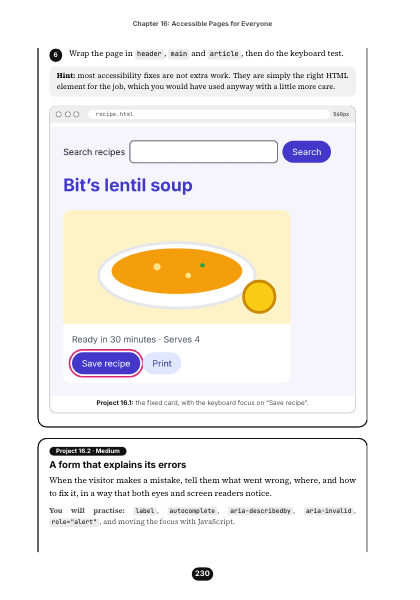 Chapter 16: Accessible Pages for Everyone
6 Wrap the page in header, main and article, then do the keyboard test.
Hint: most accessibility fixes are not extra work. They are simply the right HTML
element for the job, which you would have used anyway with a little more care.
recipe.html 560px
Search recipes Search
Bit's lentil soup
Ready in 30 minutes · Serves 4
Save recipe Print
Project 16.1: the fixed card, with the keyboard focus on "Save recipe".
Project 16.2 · Medium
A form that explains its errors
When the visitor makes a mistake, tell them what went wrong, where, and how
to fix it, in a way that both eyes and screen readers notice.
You will practise: label, autocomplete, aria-describedby, aria-invalid,
role="alert", and moving the focus with JavaScript.
230